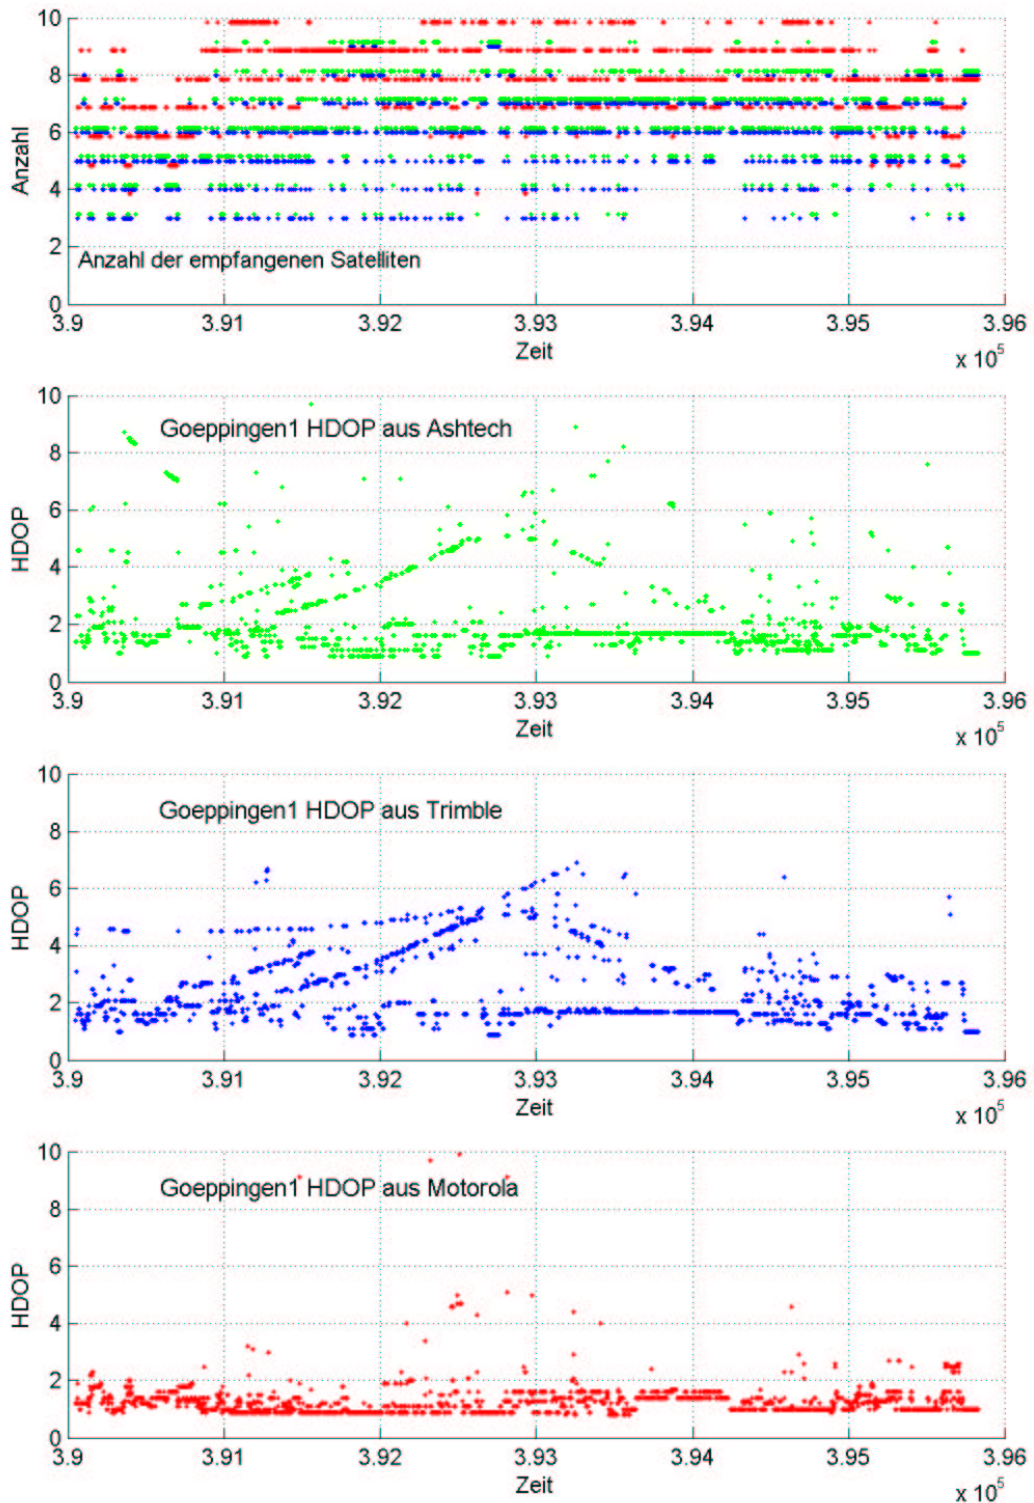 10
8
6
4
2
0
Anzahl
Anzahl der empfangenen Satelliten
3.9 3.91 3.92 3.93 3.94 3.95 3.96
Zeit
x 10^5
10
8
6
4
2
0
HDOP
Goeppingen1 HDOP aus Ashtech
3.9 3.91 3.92 3.93 3.94 3.95 3.96
Zeit
x 10^5
10
8
6
4
2
0
HDOP
Goeppingen1 HDOP aus Trimble
3.9 3.91 3.92 3.93 3.94 3.95 3.96
Zeit
x 10^5
10
8
6
4
2
0
HDOP
Goeppingen1 HDOP aus Motorola
3.9 3.91 3.92 3.93 3.94 3.95 3.96
Zeit
x 10^5